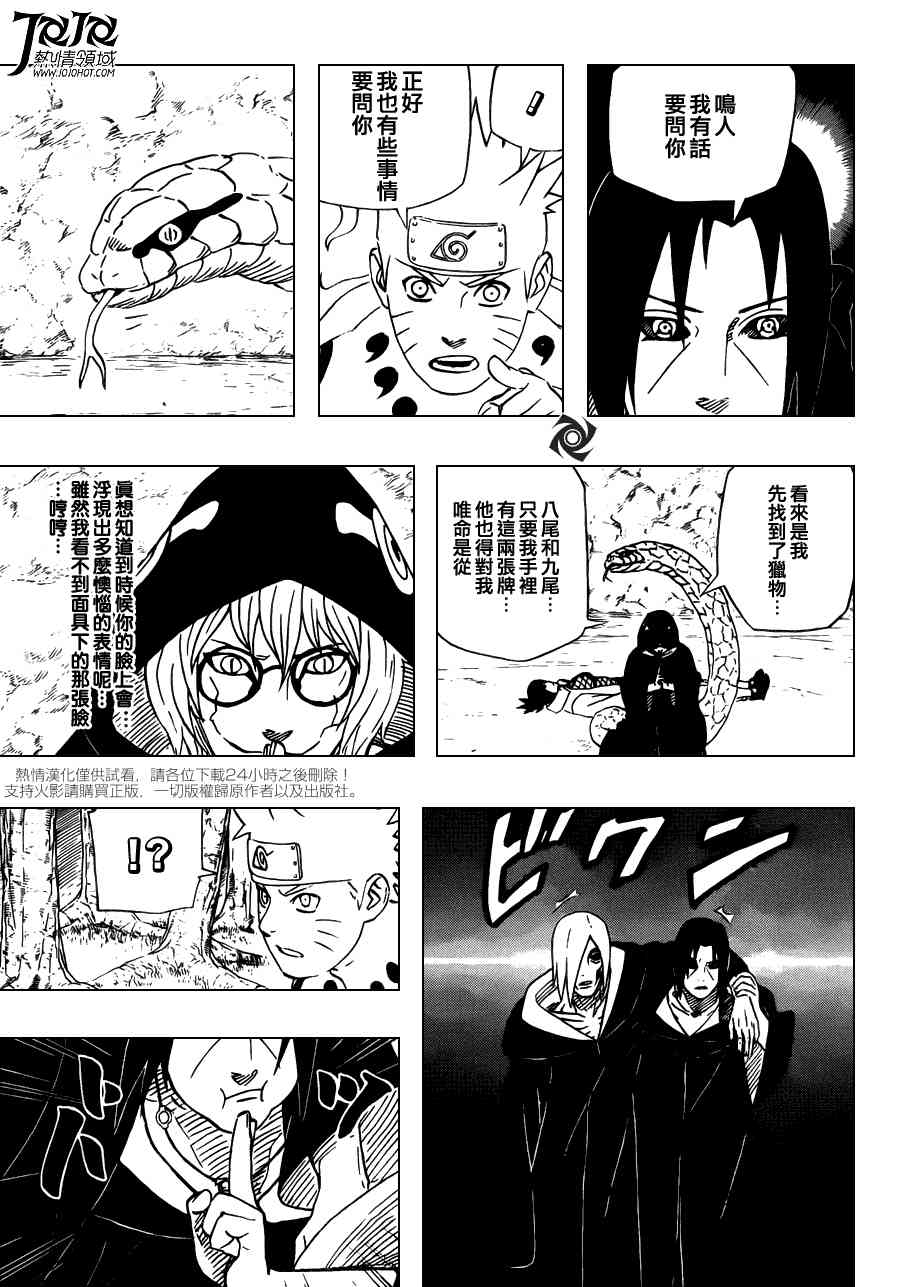 JOJO
熱情領域
WWW.JOJOHOT.COM
鳴人
我有話
要問你
!
正好
我也有些事情
要問你
看來是我
先找到了獵物…
八尾和九尾…
只要我手裡
有這兩張牌…
他也得對我
唯命是從
真想知道到時候你的臉上會…
浮現出多麼懊惱的表情呢…
雖然我看不到面具下的那張臉
…哼哼…
熱情漢化僅供試看，請各位下載24小時之後刪除！
支持火影請購買正版，一切版權歸原作者以及出版社。
ビクン
!?
ドッ